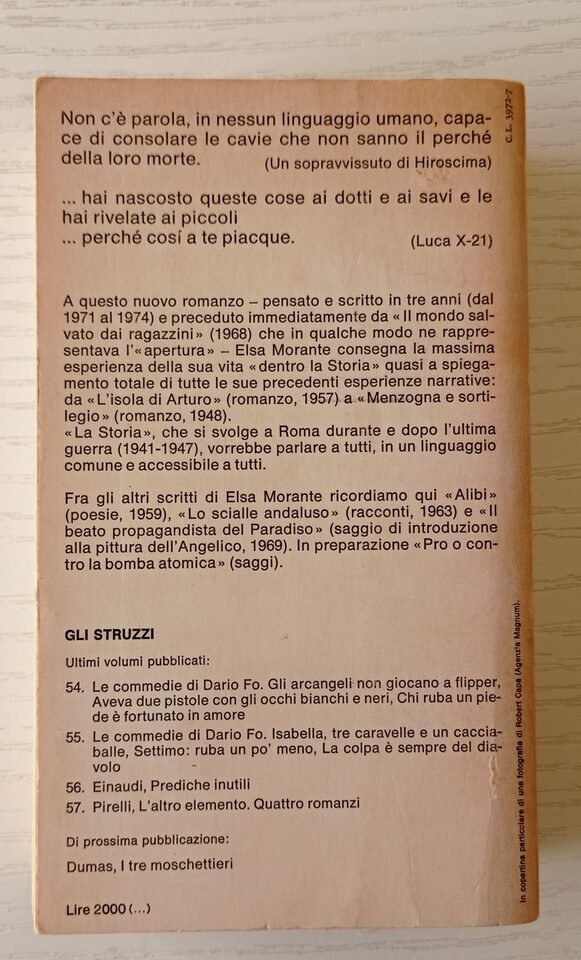 Non c'è parola, in nessun linguaggio umano, capa-
ce di consolare le cavie che non sanno il perché
della loro morte.
(Un sopravvissuto di Hiroscima)
... hai nascosto queste cose ai dotti e ai savi e le
hai rivelate ai piccoli
... perché cosí a te piacque.
(Luca X-21)
A questo nuovo romanzo – pensato e scritto in tre anni (dal
1971 al 1974) e preceduto immediatamente da «Il mondo sal-
vato dai ragazzini» (1968) che in qualche modo ne rappre-
sentava l'«apertura» – Elsa Morante consegna la massima
esperienza della sua vita «dentro la Storia» quasi a spiega-
mento totale di tutte le sue precedenti esperienze narrative:
da «L'isola di Arturo» (romanzo, 1957) a «Menzogna e sorti-
legio» (romanzo, 1948).
«La Storia», che si svolge a Roma durante e dopo l'ultima
guerra (1941-1947), vorrebbe parlare a tutti, in un linguaggio
comune e accessibile a tutti.
Fra gli altri scritti di Elsa Morante ricordiamo qui «Alibi»
(poesie, 1959), «Lo scialle andaluso» (racconti, 1963) e «Il
beato propagandista del Paradiso» (saggio di introduzione
alla pittura dell'Angelico, 1969). In preparazione «Pro o con-
tro la bomba atomica» (saggi).
GLI STRUZZI
Ultimi volumi pubblicati:
54. Le commedie di Dario Fo. Gli arcangeli non giocano a flipper,
Aveva due pistole con gli occhi bianchi e neri, Chi ruba un pie-
de è fortunato in amore
55. Le commedie di Dario Fo. Isabella, tre caravelle e un caccia-
balle, Settimo: ruba un po' meno, La colpa è sempre del dia-
volo
56. Einaudi, Prediche inutili
57. Pirelli, L'altro elemento. Quattro romanzi
Di prossima pubblicazione:
Dumas, I tre moschettieri
Lire 2000 (...)
C. L. 3972-7
In copertina particolare di una fotografia di Robert Capa (Agenzia Magnum).